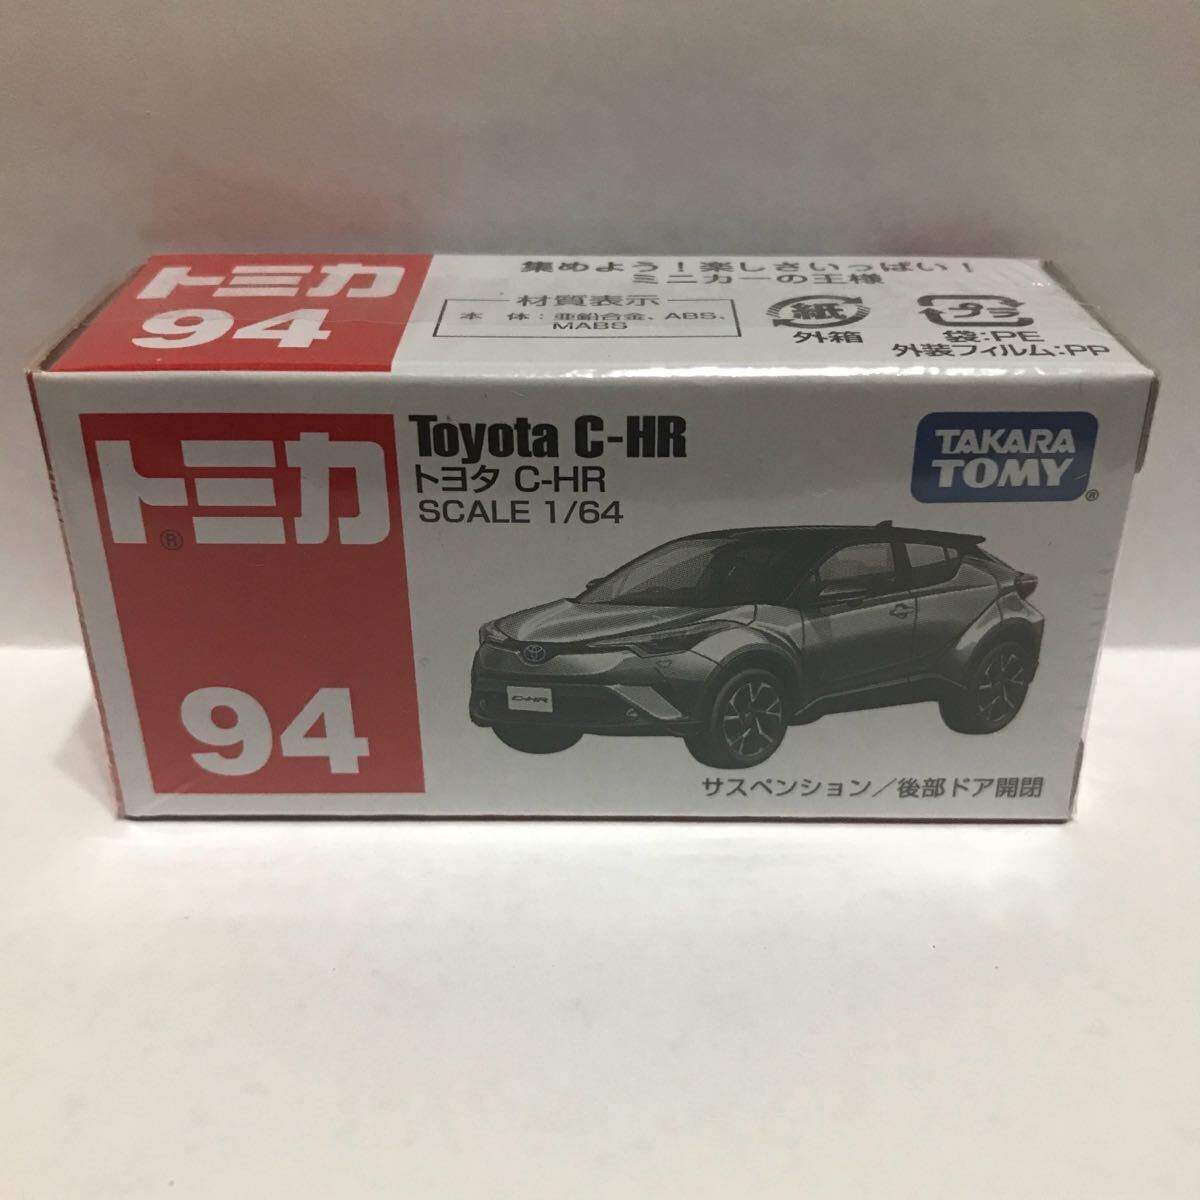 トミカ
94
集めよう!楽しさいっぱい!
ミニカーの王様
材質表示
本 体:亜鉛合金、ABS、
MABS
紙
外箱
プラ
袋:PE
外装フィルム:PP
トミカ®
94
Toyota C-HR
トヨタ C-HR
SCALE 1/64
TAKARA
TOMY®
C-HR
サスペンション/後部ドア開閉